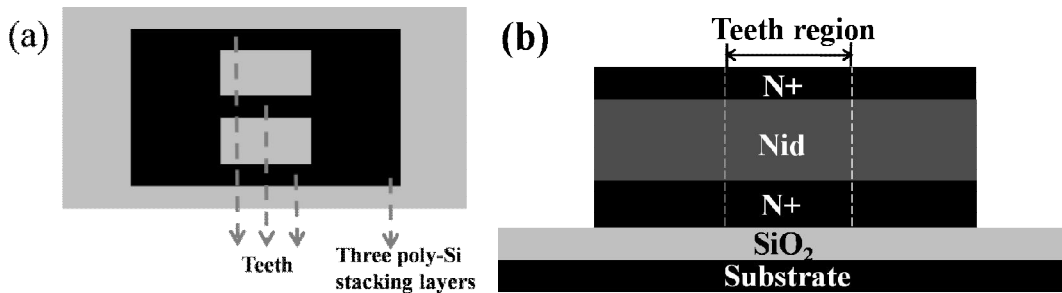 (a)
Teeth
Three poly-Si
stacking layers
(b)
Teeth region
N+
Nid
N+
SiO₂
Substrate